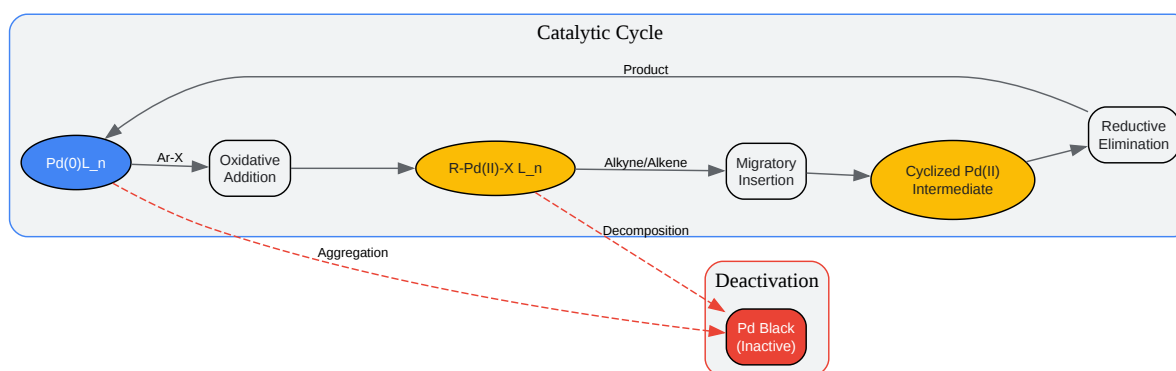 Catalytic Cycle
Product
Pd(0)L_n
Ar-X
Oxidative
Addition
R-Pd(II)-X L_n
Alkyne/Alkene
Migratory
Insertion
Cyclized Pd(II)
Intermediate
Reductive
Elimination
Aggregation
Decomposition
Deactivation
Pd Black
(Inactive)